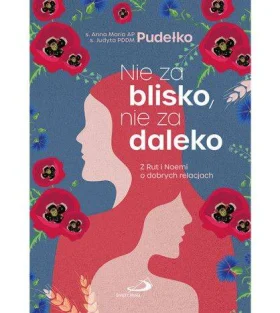 s. Anna Maria AP
s. Judyta PDDM
Pudełko
Nie za
blisko,
nie za
daleko
Z Rut i Noemi
o dobrych relacjach